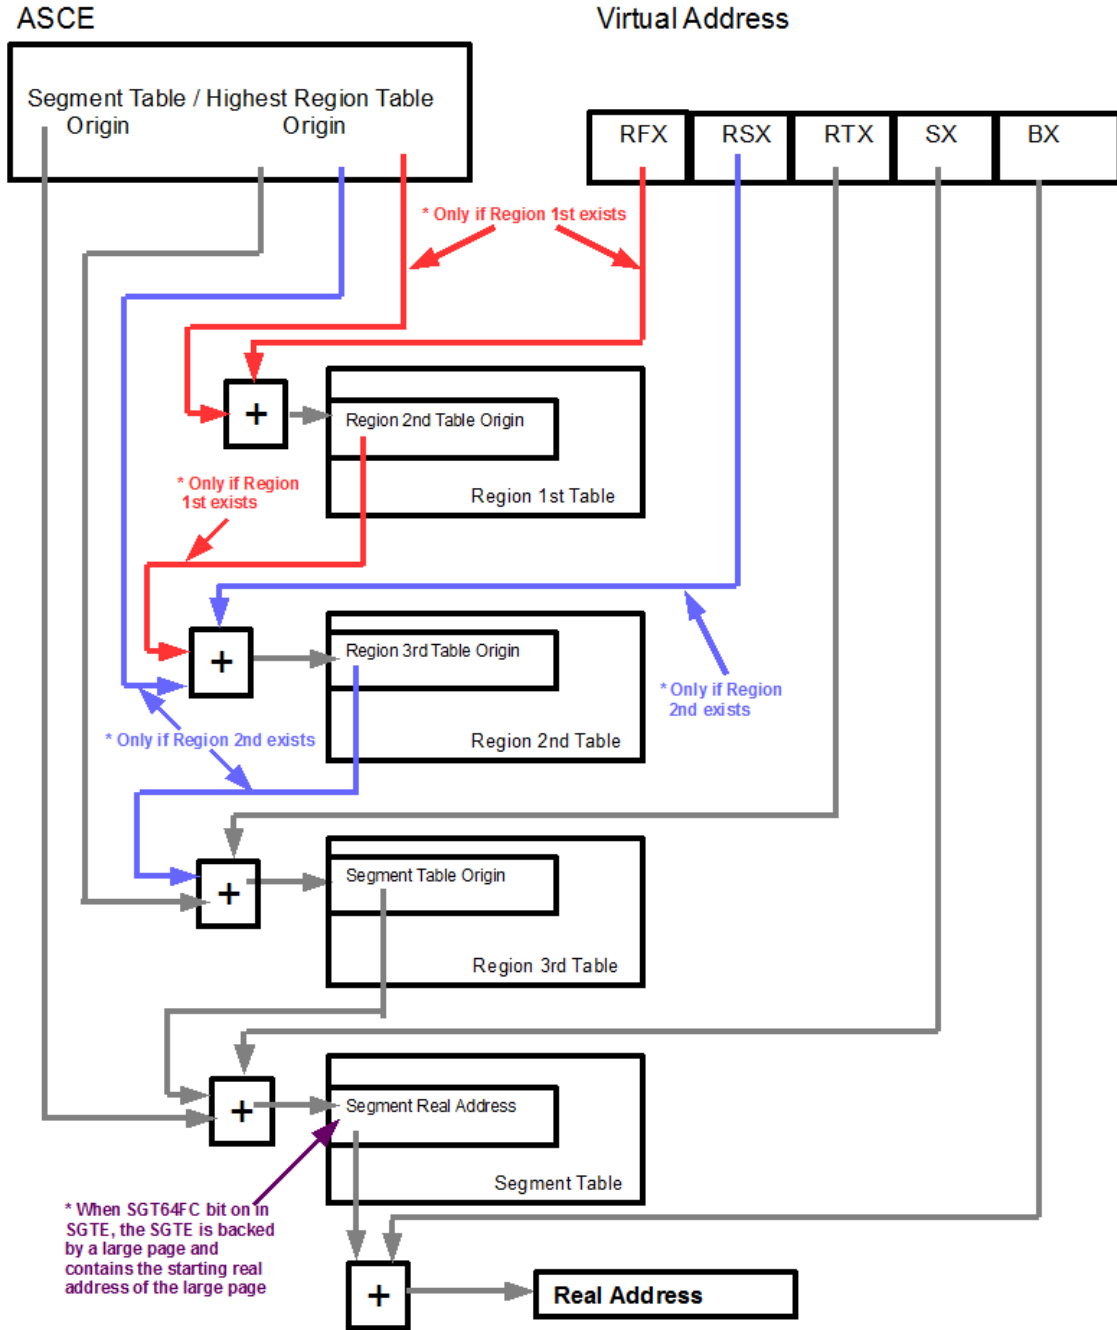 ASCE
Virtual Address
Segment Table / Highest Region Table
Origin
Origin
RFX
RSX
RTX
SX
BX
* Only if Region 1st exists
+
Region 2nd Table Origin
Region 1st Table
* Only if Region
1st exists
+
Region 3rd Table Origin
Region 2nd Table
* Only if Region
2nd exists
* Only if Region 2nd exists
+
Segment Table Origin
Region 3rd Table
+
Segment Real Address
Segment Table
* When SGT64FC bit on in
SGTE, the SGTE is backed
by a large page and
contains the starting real
address of the large page
+
Real Address